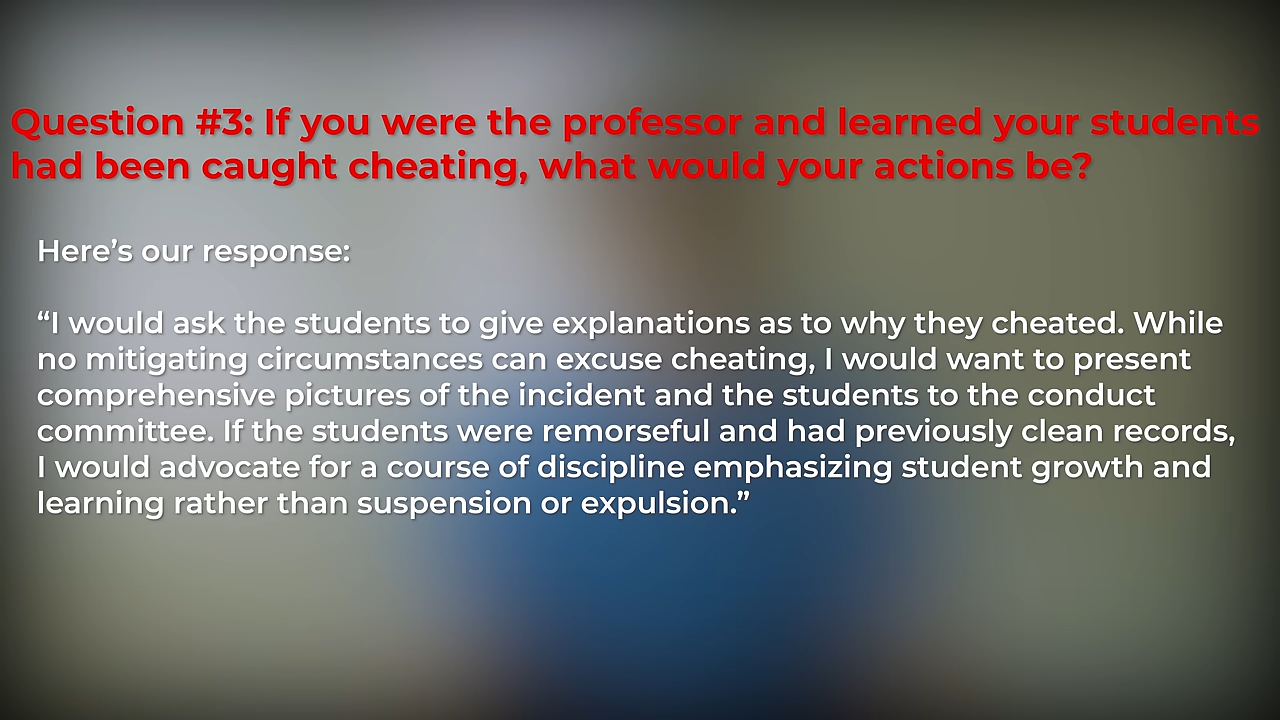 Question #3: If you were the professor and learned your students
had been caught cheating, what would your actions be?
Here’s our response:
“I would ask the students to give explanations as to why they cheated. While
no mitigating circumstances can excuse cheating, I would want to present
comprehensive pictures of the incident and the students to the conduct
committee. If the students were remorseful and had previously clean records,
I would advocate for a course of discipline emphasizing student growth and
learning rather than suspension or expulsion.”